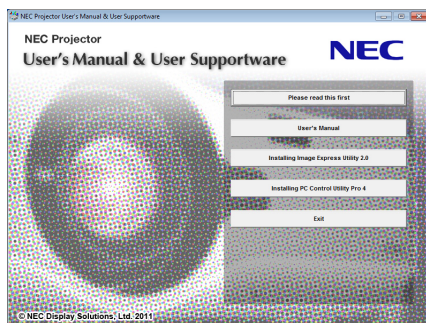 NEC Projector User's Manual & User Supportware
NEC Projector
User's Manual & User Supportware
NEC
Please read this first
User's Manual
Installing Image Express Utility 2.0
Installing PC Control Utility Pro 4
Exit
© NEC Display Solutions, Ltd. 2011